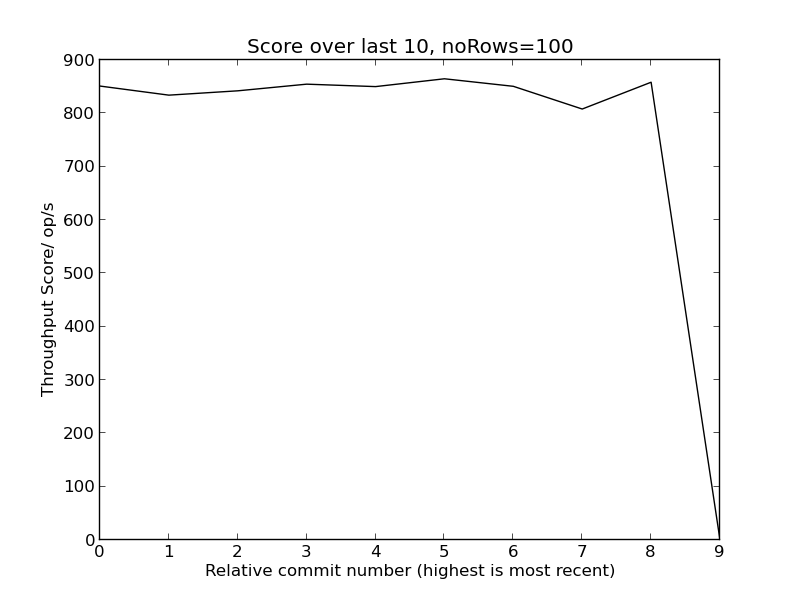 Score over last 10, noRows=100
900
800
700
600
500
400
300
200
100
0
Throughput Score/ op/s
0 1 2 3 4 5 6 7 8 9
Relative commit number (highest is most recent)